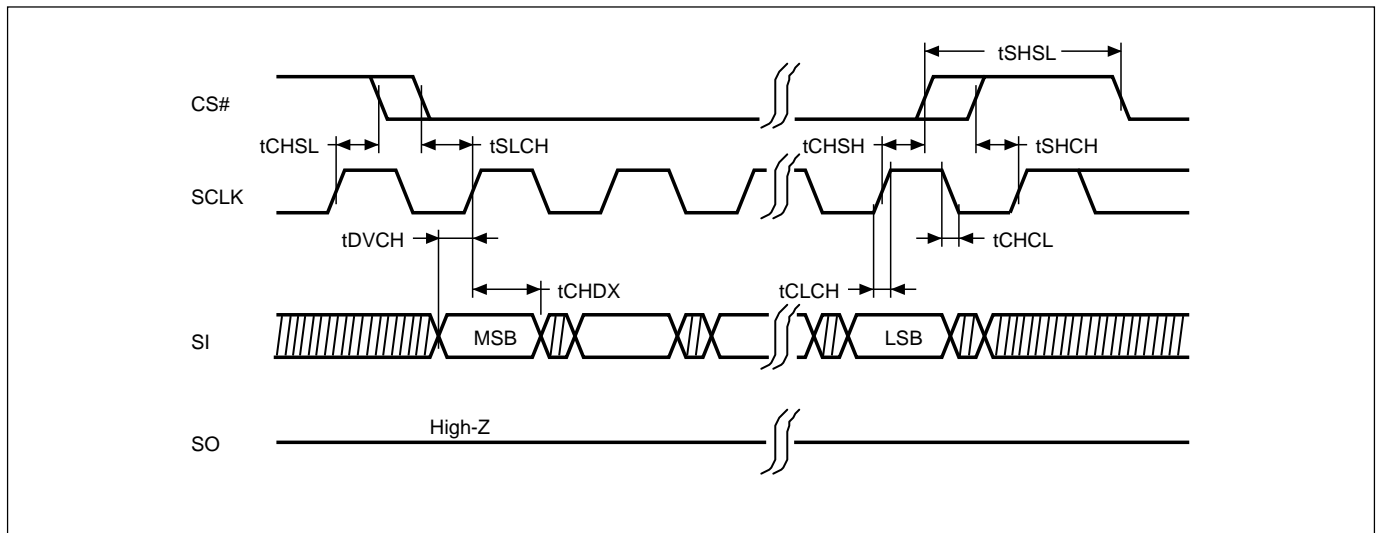 tSHSL
CS#
tCHSL
tSLCH
tCHSH
tSHCH
SCLK
tDVCH
tCHCL
tCHDX
tCLCH
SI
MSB
LSB
High-Z
SO